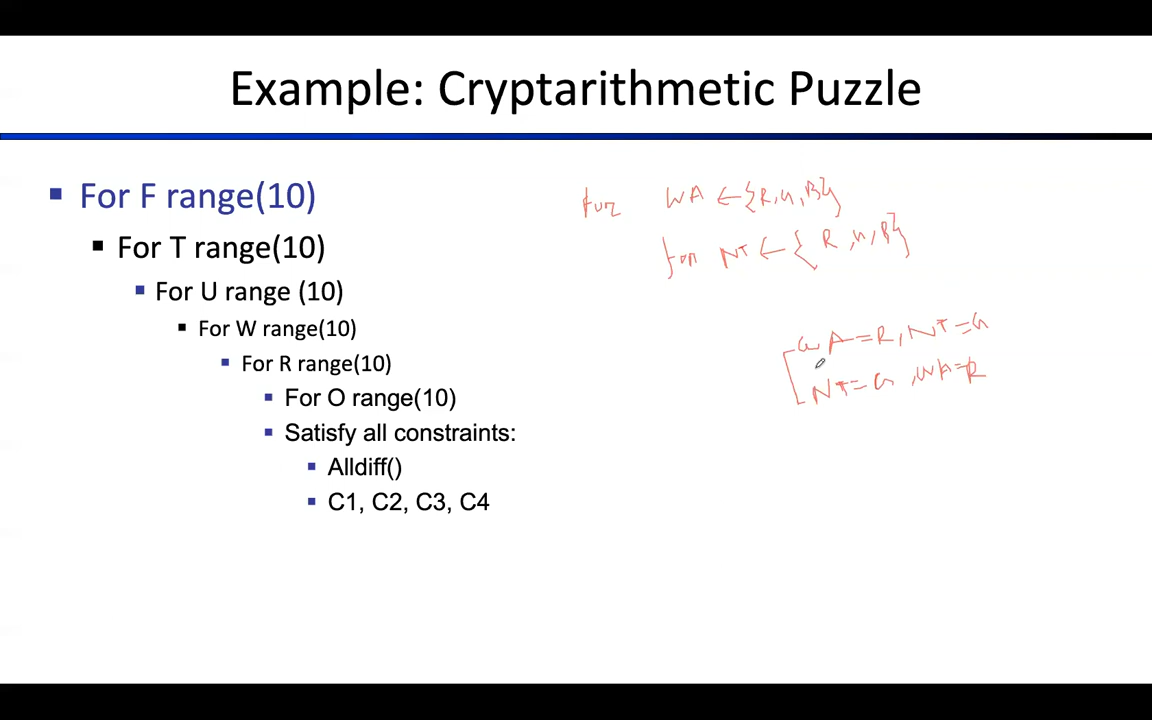 Example: Cryptarithmetic Puzzle
For F range(10)
For T range(10)
For U range (10)
For W range(10)
For R range(10)
For O range(10)
Satisfy all constraints:
Alldiff()
C1, C2, C3, C4
for WA ← {R, G, B}
for NT ← {R, G, B}
WA = R, NT = G
NT = G, WA = R